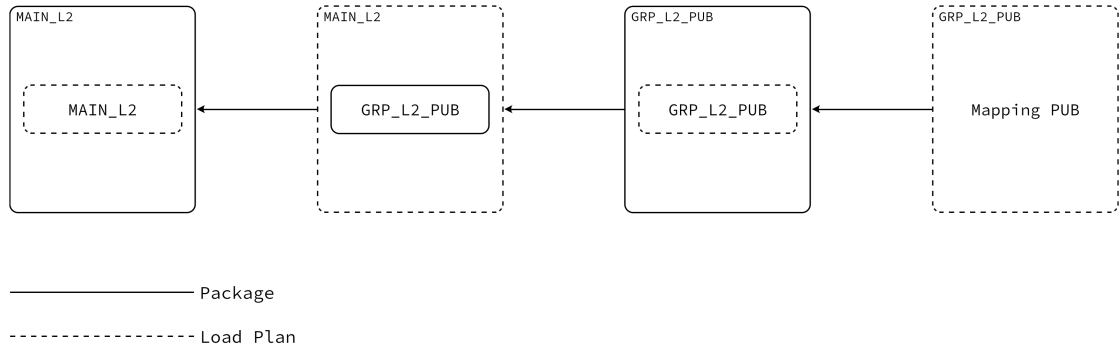 MAIN_L2
MAIN_L2
GRP_L2_PUB
GRP_L2_PUB
MAIN_L2
GRP_L2_PUB
GRP_L2_PUB
Mapping PUB
Package
Load Plan